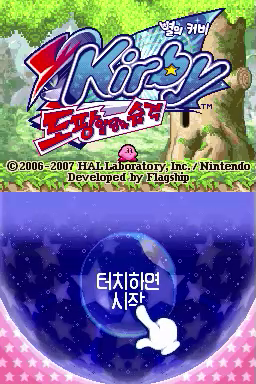 별의 커비
Kirby
도팡 일당의 습격
TM
©2006-2007 HAL Laboratory, Inc. / Nintendo
Developed by Flagship
터치하면
시작